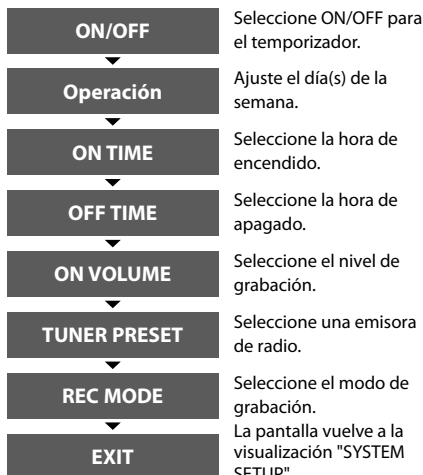 ON/OFF
Seleccione ON/OFF para
el temporizador.
Operación
Ajuste el día(s) de la
semana.
ON TIME
Seleccione la hora de
encendido.
OFF TIME
Seleccione la hora de
apagado.
ON VOLUME
Seleccione el nivel de
grabación.
TUNER PRESET
Seleccione una emisora
de radio.
REC MODE
Seleccione el modo de
grabación.
EXIT
La pantalla vuelve a la
visualización "SYSTEM
SETUP"